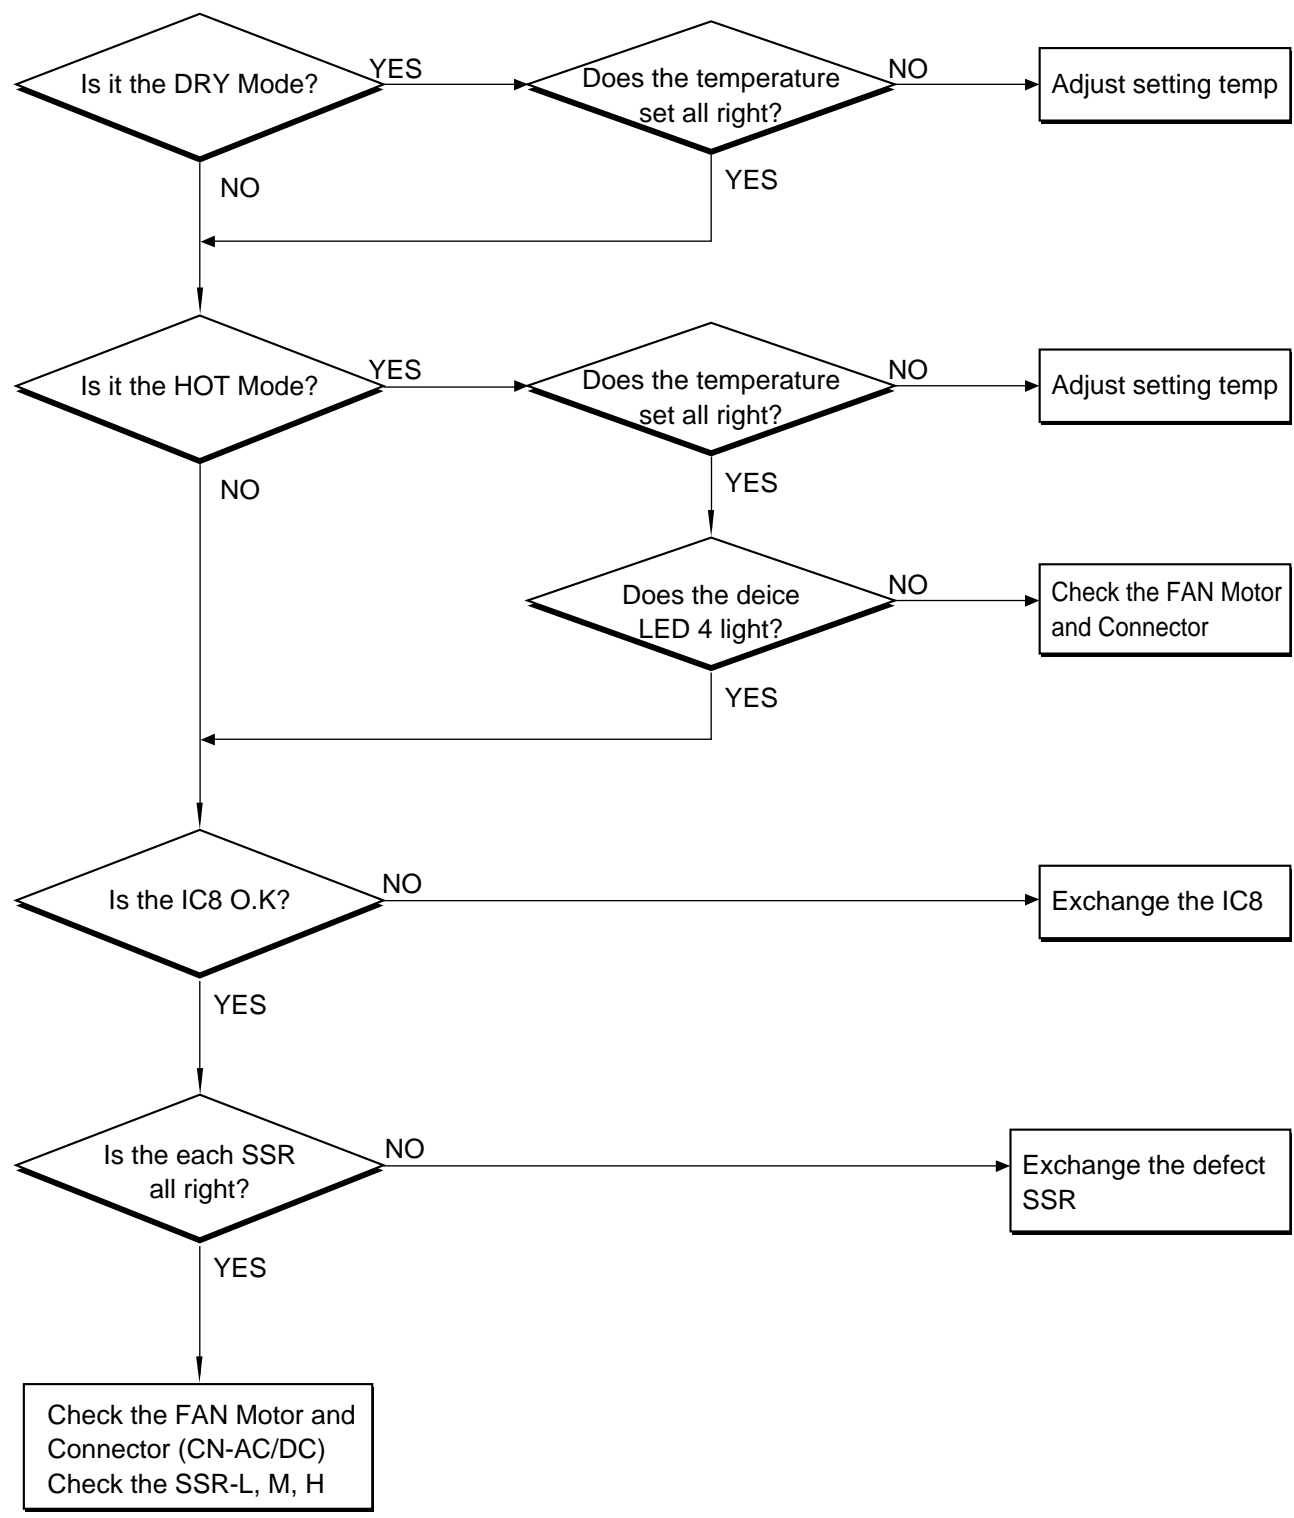 Is it the DRY Mode?
YES
Does the temperature
set all right?
NO
Adjust setting temp
NO
YES
Is it the HOT Mode?
YES
Does the temperature
set all right?
NO
Adjust setting temp
NO
YES
Does the deice
LED 4 light?
NO
Check the FAN Motor
and Connector
YES
Is the IC8 O.K?
NO
Exchange the IC8
YES
Is the each SSR
all right?
NO
Exchange the defect
SSR
YES
Check the FAN Motor and
Connector (CN-AC/DC)
Check the SSR-L, M, H